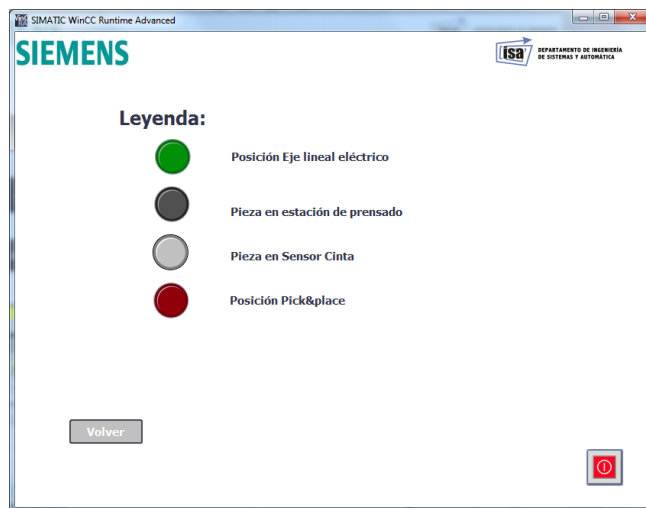 SIMATIC WinCC Runtime Advanced
SIEMENS
isa
DEPARTAMENTO DE INGENIERÍA
DE SISTEMAS Y AUTOMÁTICA
Leyenda:
Posición Eje lineal eléctrico
Pieza en estación de prensado
Pieza en Sensor Cinta
Posición Pick&place
Volver